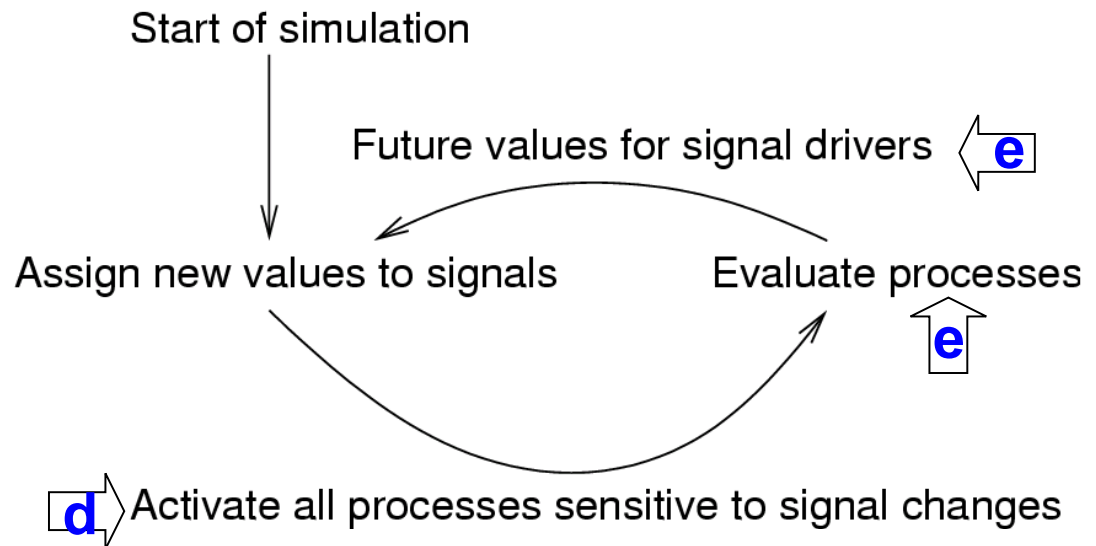 Start of simulation
Future values for signal drivers e
Assign new values to signals Evaluate processes
e
d Activate all processes sensitive to signal changes